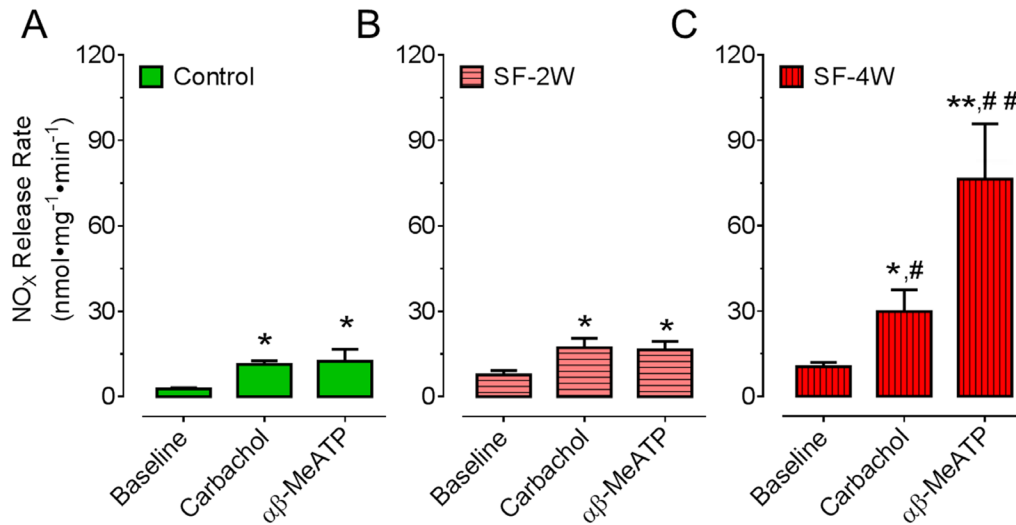 A
B
C
NOX Release Rate
(nmol•mg⁻¹•min⁻¹)
120
90
60
30
0
Control
*
*
Baseline
Carbachol
αβ-MeATP
120
90
60
30
0
SF-2W
*
*
Baseline
Carbachol
αβ-MeATP
120
90
60
30
0
SF-4W
*,#
**,# #
Baseline
Carbachol
αβ-MeATP